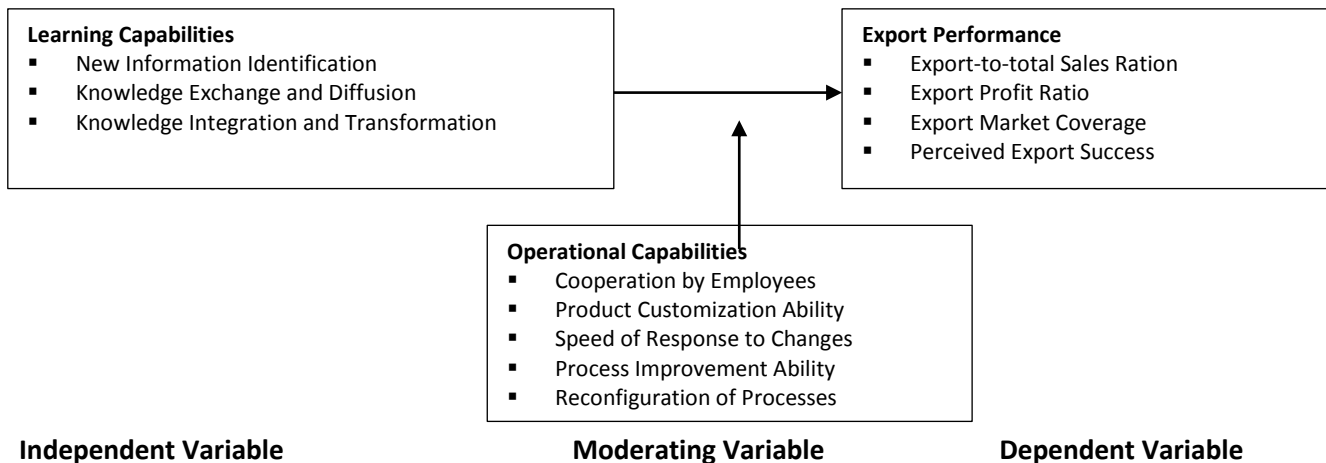 Learning Capabilities
▪ New Information Identification
▪ Knowledge Exchange and Diffusion
▪ Knowledge Integration and Transformation
Export Performance
▪ Export-to-total Sales Ration
▪ Export Profit Ratio
▪ Export Market Coverage
▪ Perceived Export Success
Operational Capabilities
▪ Cooperation by Employees
▪ Product Customization Ability
▪ Speed of Response to Changes
▪ Process Improvement Ability
▪ Reconfiguration of Processes
Independent Variable
Moderating Variable
Dependent Variable